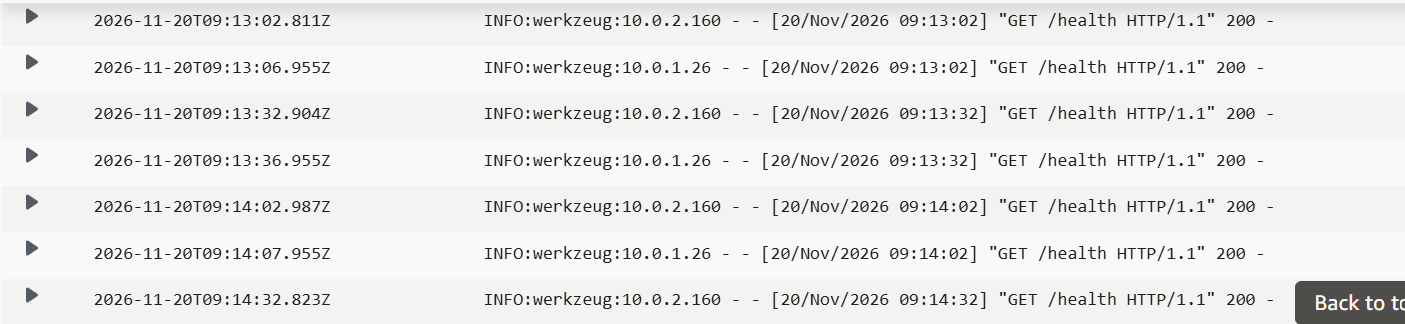 2026-11-20T09:13:02.811Z INFO:werkzeug:10.0.2.160 - - [20/Nov/2026 09:13:02] "GET /health HTTP/1.1" 200 -
2026-11-20T09:13:06.955Z INFO:werkzeug:10.0.1.26 - - [20/Nov/2026 09:13:02] "GET /health HTTP/1.1" 200 -
2026-11-20T09:13:32.904Z INFO:werkzeug:10.0.2.160 - - [20/Nov/2026 09:13:32] "GET /health HTTP/1.1" 200 -
2026-11-20T09:13:36.955Z INFO:werkzeug:10.0.1.26 - - [20/Nov/2026 09:13:32] "GET /health HTTP/1.1" 200 -
2026-11-20T09:14:02.987Z INFO:werkzeug:10.0.2.160 - - [20/Nov/2026 09:14:02] "GET /health HTTP/1.1" 200 -
2026-11-20T09:14:07.955Z INFO:werkzeug:10.0.1.26 - - [20/Nov/2026 09:14:02] "GET /health HTTP/1.1" 200 -
2026-11-20T09:14:32.823Z INFO:werkzeug:10.0.2.160 - - [20/Nov/2026 09:14:32] "GET /health HTTP/1.1" 200 -
Back to